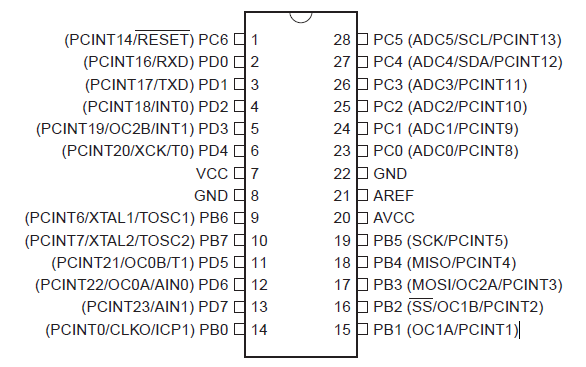 (PCINT14/RESET) PC6 1 28 PC5 (ADC5/SCL/PCINT13)
(PCINT16/RXD) PD0 2 27 PC4 (ADC4/SDA/PCINT12)
(PCINT17/TXD) PD1 3 26 PC3 (ADC3/PCINT11)
(PCINT18/INT0) PD2 4 25 PC2 (ADC2/PCINT10)
(PCINT19/OC2B/INT1) PD3 5 24 PC1 (ADC1/PCINT9)
(PCINT20/XCK/T0) PD4 6 23 PC0 (ADC0/PCINT8)
VCC 7 22 GND
GND 8 21 AREF
(PCINT6/XTAL1/TOSC1) PB6 9 20 AVCC
(PCINT7/XTAL2/TOSC2) PB7 10 19 PB5 (SCK/PCINT5)
(PCINT21/OC0B/T1) PD5 11 18 PB4 (MISO/PCINT4)
(PCINT22/OC0A/AIN0) PD6 12 17 PB3 (MOSI/OC2A/PCINT3)
(PCINT23/AIN1) PD7 13 16 PB2 (SS/OC1B/PCINT2)
(PCINT0/CLKO/ICP1) PB0 14 15 PB1 (OC1A/PCINT1)